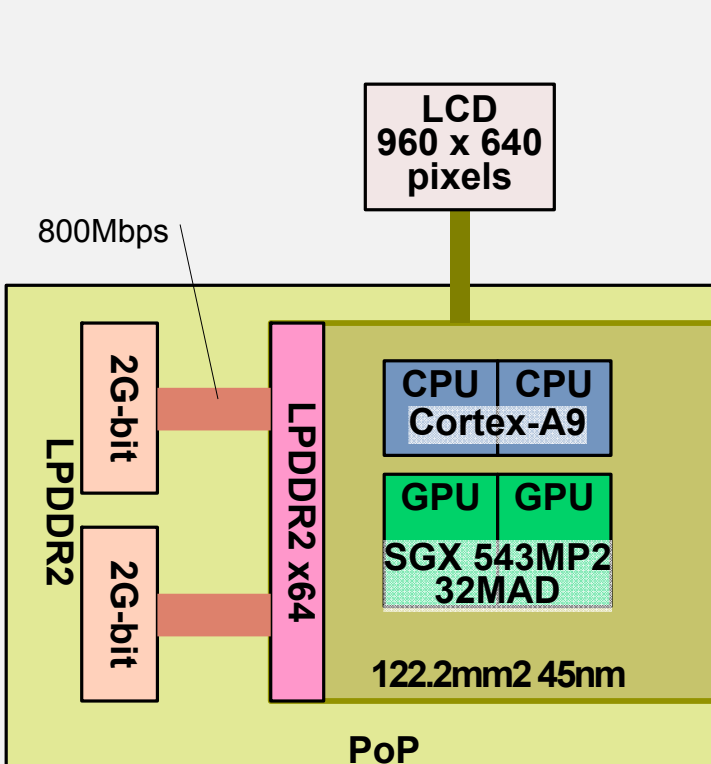 LCD
960 x 640
pixels
800Mbps
2G-bit
LPDDR2
2G-bit
LPDDR2 x64
CPU CPU
Cortex-A9
GPU GPU
SGX 543MP2
32MAD
122.2mm2 45nm
PoP